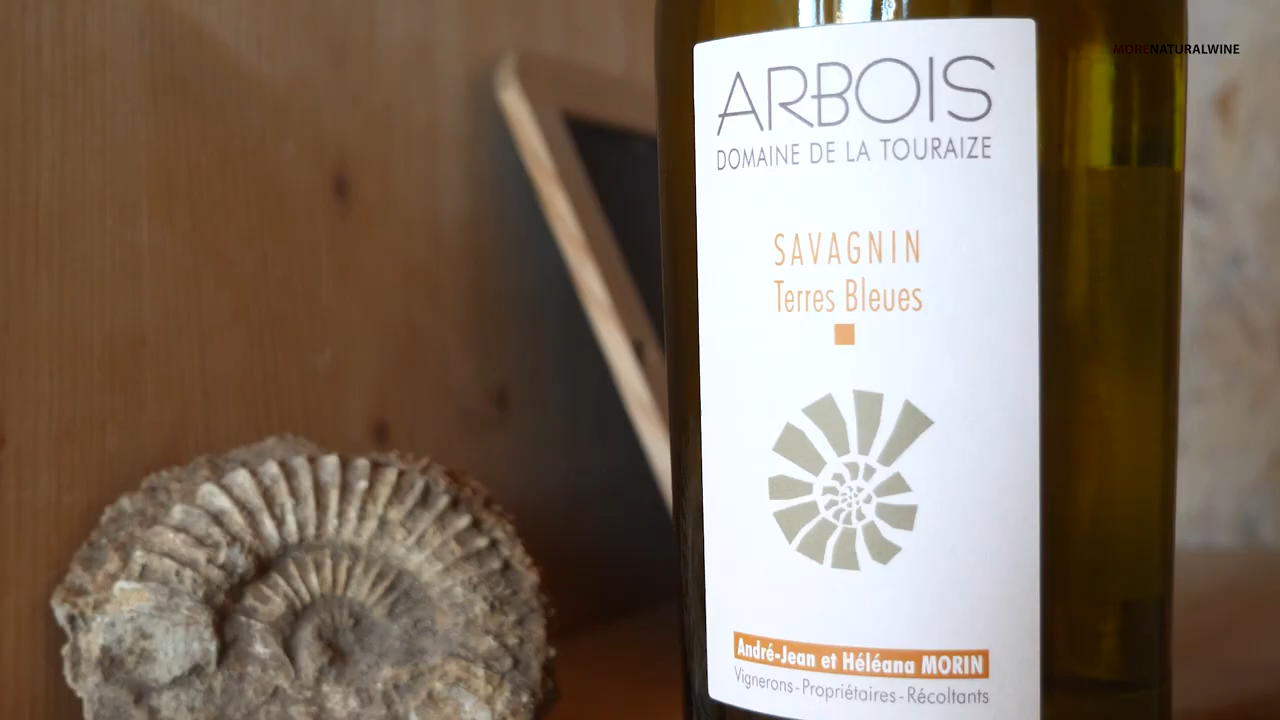 MORENATURALWINE
ARBOIS
DOMAINE DE LA TOURAIZE
SAVAGNIN
Terres Bleues
André-Jean et Héléana MORIN
Vignerons-Propriétaires-Récoltants